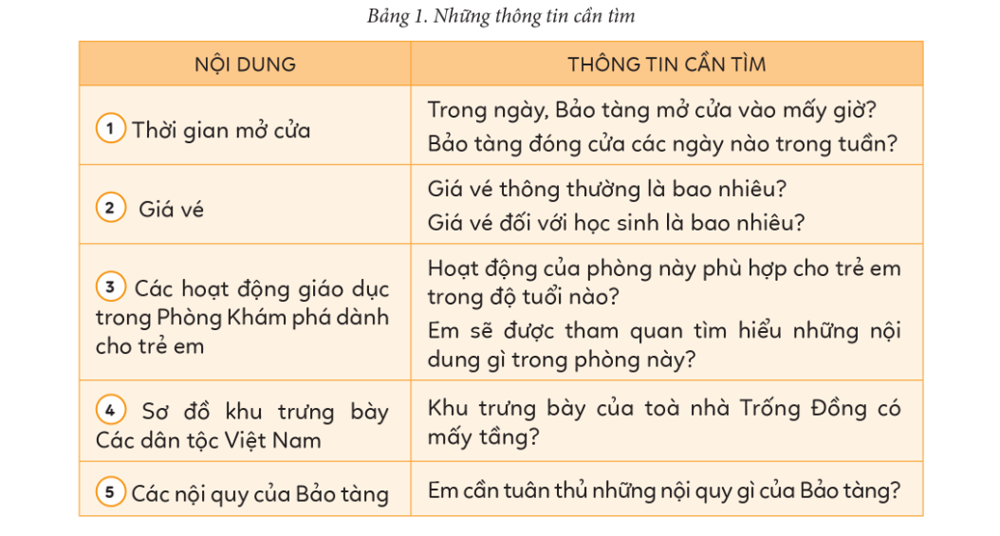 Bảng 1. Những thông tin cần tìm
NỘI DUNG
THÔNG TIN CẦN TÌM
1 Thời gian mở cửa
Trong ngày, Bảo tàng mở cửa vào mấy giờ?
Bảo tàng đóng cửa các ngày nào trong tuần?
2 Giá vé
Giá vé thông thường là bao nhiêu?
Giá vé đối với học sinh là bao nhiêu?
3 Các hoạt động giáo dục
trong Phòng Khám phá dành
cho trẻ em
Hoạt động của phòng này phù hợp cho trẻ em
trong độ tuổi nào?
Em sẽ được tham quan tìm hiểu những nội
dung gì trong phòng này?
4 Sơ đồ khu trưng bày
Các dân tộc Việt Nam
Khu trưng bày của toà nhà Trống Đồng có
mấy tầng?
5 Các nội quy của Bảo tàng
Em cần tuân thủ những nội quy gì của Bảo tàng?